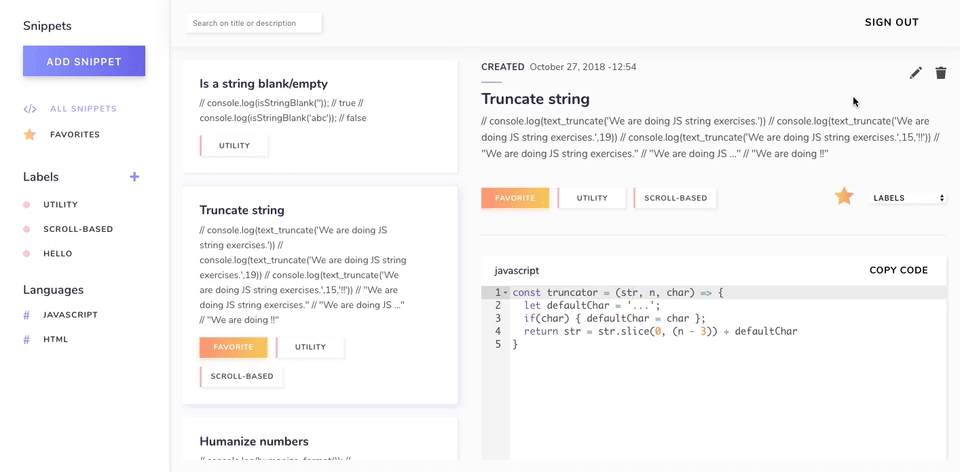 Snippets
ADD SNIPPET
</> ALL SNIPPETS
FAVORITES
Labels +
UTILITY
SCROLL-BASED
HELLO
Languages
# JAVASCRIPT
# HTML
Search on title or description
SIGN OUT
Is a string blank/empty
// console.log(isStringBlank('')); // true //
console.log(isStringBlank('abc')); // false
UTILITY
Truncate string
// console.log(text_truncate('We are doing JS
string exercises.')) //
console.log(text_truncate('We are doing JS string
exercises.',19)) // console.log(text_truncate('We
are doing JS string exercises.',15,'!!')) // "We are
doing JS string exercises." // "We are doing JS ..."
// "We are doing !!"
FAVORITE
UTILITY
SCROLL-BASED
Humanize numbers
CREATED October 27, 2018 -12:54
Truncate string
// console.log(text_truncate('We are doing JS string exercises.')) // console.log(text_truncate('We are
doing JS string exercises.',19)) // console.log(text_truncate('We are doing JS string exercises.',15,'!!')) //
"We are doing JS string exercises." // "We are doing JS ..." // "We are doing !!"
FAVORITE
UTILITY
SCROLL-BASED
LABELS
javascript
COPY CODE
1 const truncator = (str, n, char) => {
2 let defaultChar = '...';
3 if(char) { defaultChar = char };
4 return str = str.slice(0, (n - 3)) + defaultChar
5 }